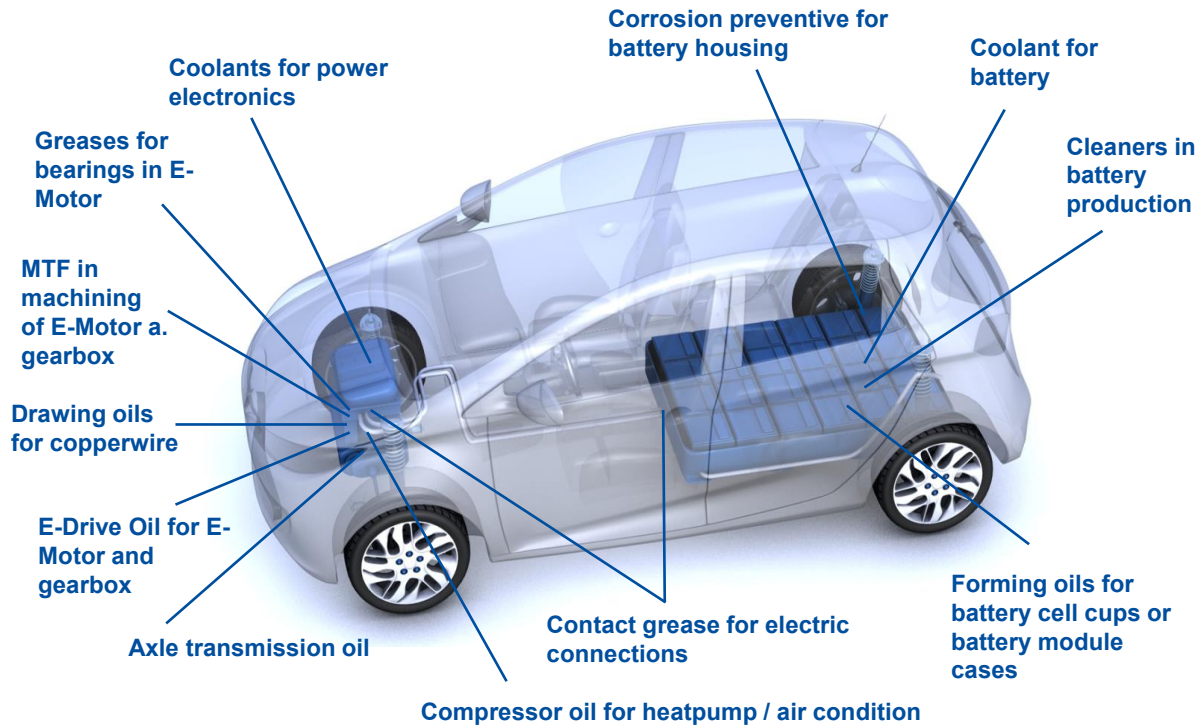 Corrosion preventive for
battery housing
Coolant for
battery
Coolants for power
electronics
Greases for
bearings in E-
Motor
Cleaners in
battery
production
MTF in
machining
of E-Motor a.
gearbox
Drawing oils
for copperwire
E-Drive Oil for E-
Motor and
gearbox
Axle transmission oil
Contact grease for electric
connections
Forming oils for
battery cell cups or
battery module
cases
Compressor oil for heatpump / air condition